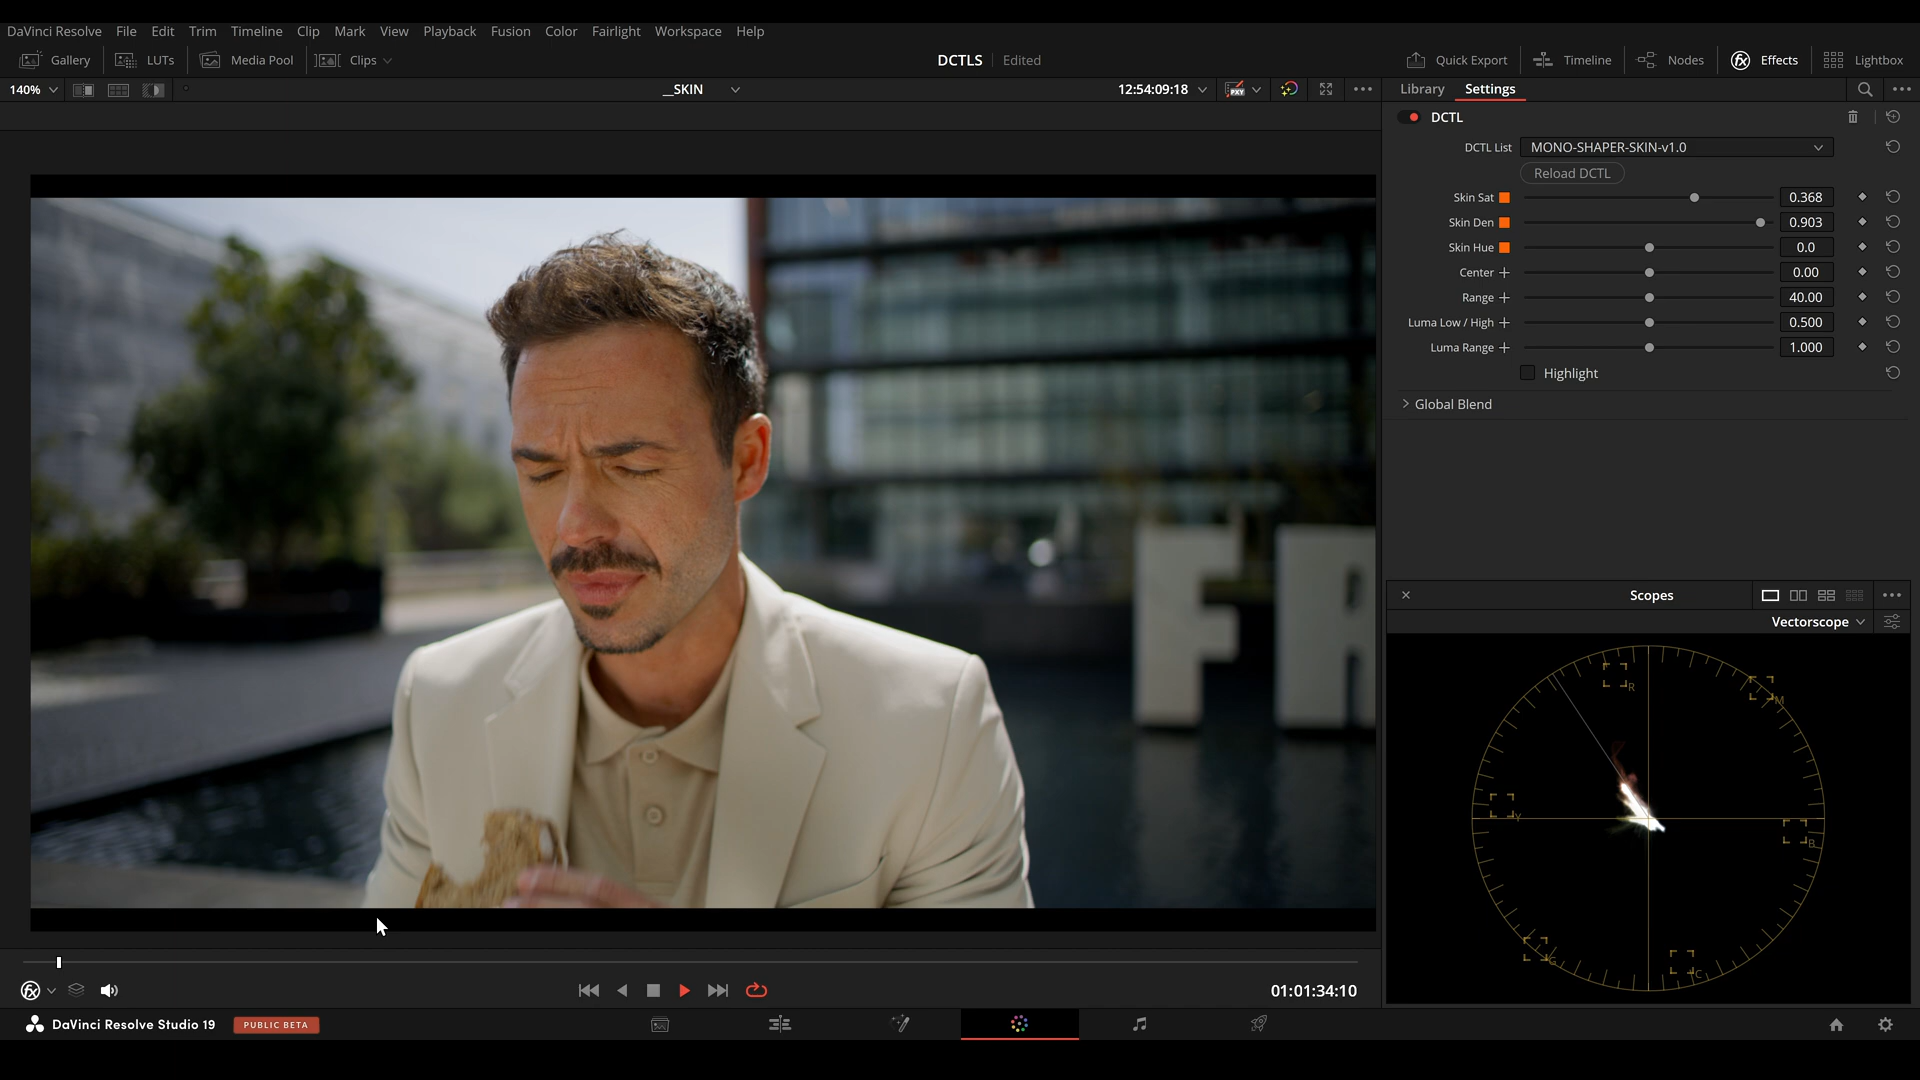 DaVinci Resolve File Edit Trim Timeline Clip Mark View Playback Fusion Color Fairlight Workspace Help
Gallery LUTs Media Pool Clips DCTLS Edited Quick Export Timeline Nodes Effects Lightbox
140% __SKIN 12:54:09:18 PXY Library Settings
DCTL
DCTL List MONO-SHAPER-SKIN-v1.0
Reload DCTL
Skin Sat 0.368
Skin Den 0.903
Skin Hue 0.0
Center 0.00
Range 40.00
Luma Low / High 0.500
Luma Range 1.000
Highlight
Global Blend
FA
Scopes
Vectorscope
R
M
Y
B
G
C
01:01:34:10
DaVinci Resolve Studio 19 PUBLIC BETA